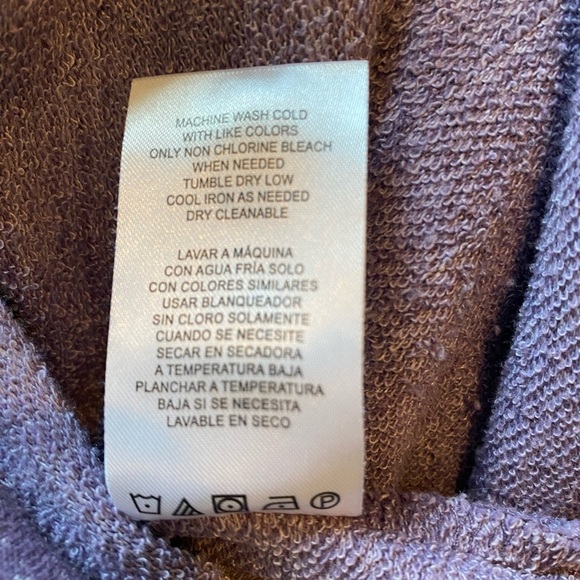 MACHINE WASH COLD
WITH LIKE COLORS
ONLY NON CHLORINE BLEACH
WHEN NEEDED
TUMBLE DRY LOW
COOL IRON AS NEEDED
DRY CLEANABLE
LAVAR A MÁQUINA
CON AGUA FRÍA SOLO
CON COLORES SIMILARES
USAR BLANQUEADOR
SIN CLORO SOLAMENTE
CUANDO SE NECESITE
SECAR EN SECADORA
A TEMPERATURA BAJA
PLANCHAR A TEMPERATURA
BAJA SI SE NECESITA
LAVABLE EN SECO
P